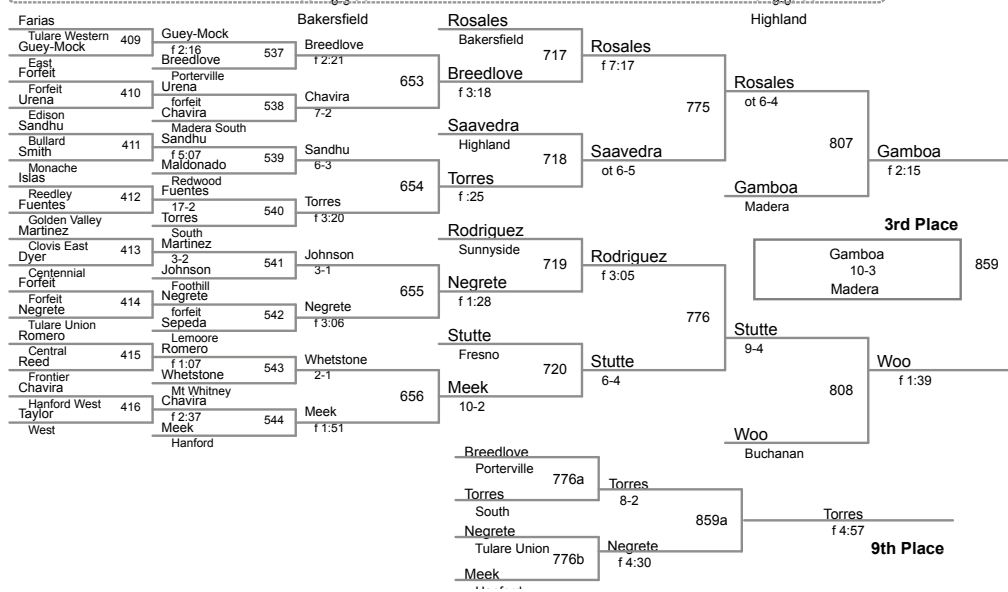 6-3
9-6
Bakersfield
Highland
Farias
Tulare Western
Guey-Mock
409
East
Forfeit
Forfeit
Urena
410
Edison
Sandhu
Bullard
Smith
411
Monache
Islas
Reedley
Fuentes
412
Golden Valley
Martinez
Clovis East
Dyer
413
Centennial
Forfeit
Forfeit
Negrete
414
Tulare Union
Romero
Central
Reed
415
Frontier
Chavira
Hanford West
Taylor
416
West
Guey-Mock
f 2:16
Breedlove
537
Porterville
Urena
forfeit
Chavira
538
Madera South
Sandhu
f 5:07
Maldonado
539
Redwood
Fuentes
17-2
Torres
540
South
Martinez
3-2
Johnson
541
Foothill
Negrete
forfeit
Sepeda
542
Lemoore
Romero
f 1:07
Whetstone
543
Mt Whitney
Chavira
f 2:37
Meek
544
Hanford
Breedlove
f 2:21
653
Chavira
7-2
Sandhu
6-3
654
Torres
f 3:20
Johnson
3-1
655
Negrete
f 3:06
Whetstone
2-1
656
Meek
f 1:51
Rosales
Bakersfield
717
Breedlove
f 3:18
Saavedra
Highland
718
Torres
f :25
Rodriguez
Sunnyside
719
Negrete
f 1:28
Stutte
Fresno
720
Meek
10-2
Rosales
f 7:17
775
Saavedra
ot 6-5
Rodriguez
f 3:05
776
Stutte
6-4
Rosales
ot 6-4
807
Gamboa
Madera
Stutte
9-4
808
Woo
Buchanan
Gamboa
f 2:15
3rd Place
Gamboa
10-3
Madera
859
Woo
f 1:39
Breedlove
Porterville
776a
Torres
South
Negrete
Tulare Union
776b
Meek
Torres
8-2
859a
Negrete
f 4:30
Torres
f 4:57
9th Place